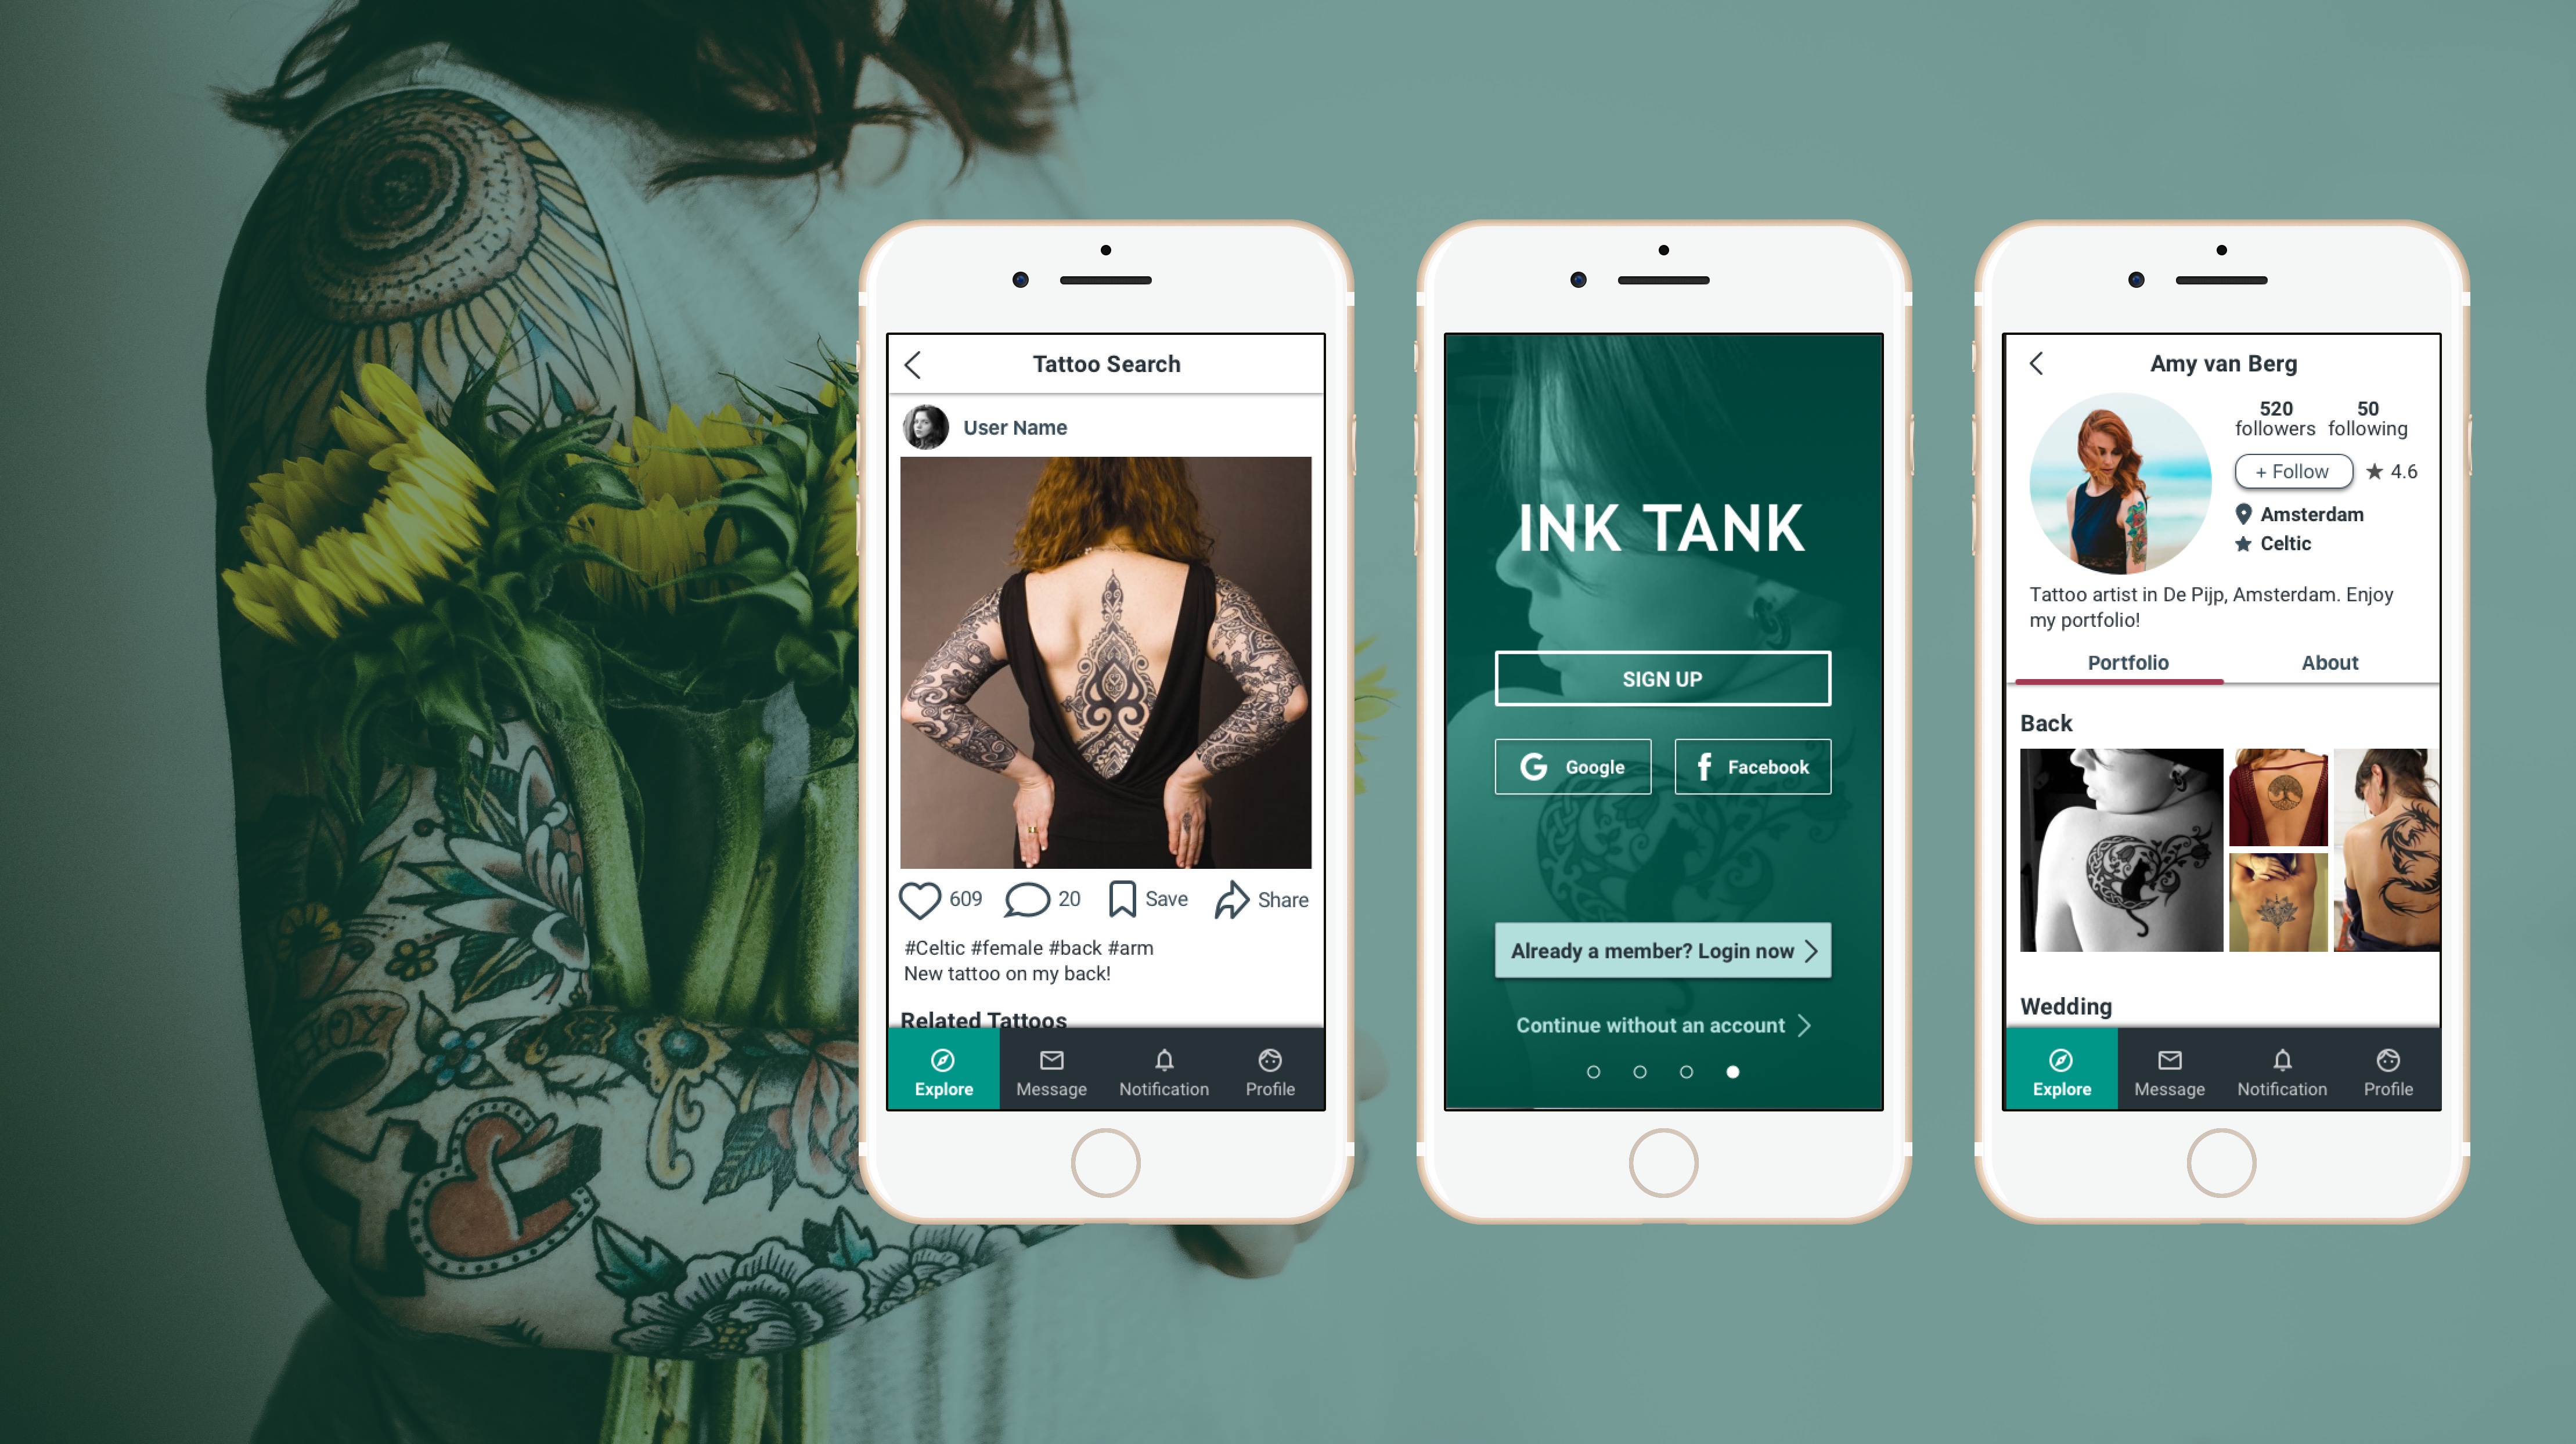 Tattoo Search
User Name
609
20
Save
Share
#Celtic #female #back #arm
New tattoo on my back!
Related Tattoos
Explore
Message
Notification
Profile
INK TANK
SIGN UP
Google
Facebook
Already a member? Login now
Continue without an account
Amy van Berg
520
followers
50
following
+ Follow
4.6
Amsterdam
Celtic
Tattoo artist in De Pijp, Amsterdam. Enjoy
my portfolio!
Portfolio
About
Back
Wedding
Explore
Message
Notification
Profile